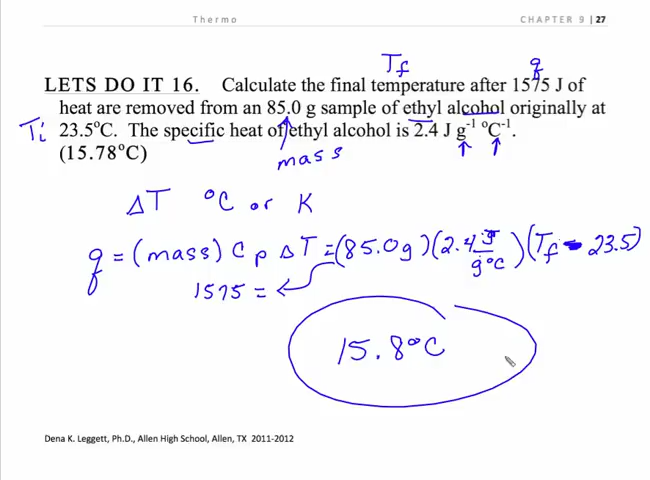 Thermo CHAPTER 9 | 27
Tf q
LETS DO IT 16. Calculate the final temperature after 1575 J of
heat are removed from an 85.0 g sample of ethyl alcohol originally at
Ti 23.5°C. The specific heat of ethyl alcohol is 2.4 J g⁻¹ °C⁻¹.
(15.78°C) mass
ΔT °C or K
q = (mass) Cp ΔT = (85.0g)(2.4 J/g°C)(Tf - 23.5)
1575 =
15.8°C
Dena K. Leggett, Ph.D., Allen High School, Allen, TX 2011-2012